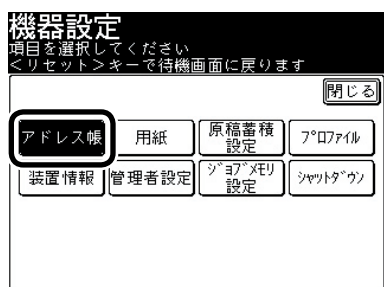 機器設定
項目を選択してください
<リセット>キーで待機画面に戻ります
閉じる
アドレス帳 用紙 原稿蓄積 ﾌﾟﾛﾌｧｲﾙ
設定
装置情報 管理者設定 ｼﾞｮﾌﾞﾒﾓﾘ ｼｬｯﾄﾀﾞｳﾝ
設定